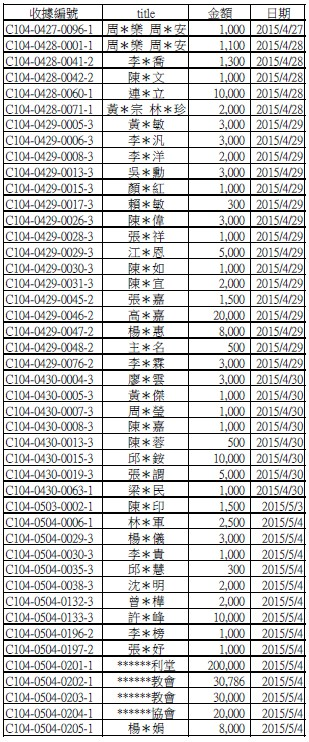 收據編號 title 金額 日期
C104-0427-0096-1 周＊樂 周＊安 1,000 2015/4/27
C104-0428-0001-1 周＊樂 周＊安 1,100 2015/4/28
C104-0428-0041-2 李＊喬 1,300 2015/4/28
C104-0428-0042-2 陳＊文 1,000 2015/4/28
C104-0428-0060-1 連＊立 10,000 2015/4/28
C104-0428-0071-1 黃＊宗 林＊珍 2,000 2015/4/28
C104-0429-0005-3 黃＊敏 3,000 2015/4/29
C104-0429-0006-3 李＊汎 3,000 2015/4/29
C104-0429-0008-3 李＊洋 2,000 2015/4/29
C104-0429-0013-3 吳＊勳 3,000 2015/4/29
C104-0429-0015-3 顏＊紅 1,000 2015/4/29
C104-0429-0017-3 賴＊敏 300 2015/4/29
C104-0429-0026-3 陳＊偉 3,000 2015/4/29
C104-0429-0028-3 張＊祥 1,000 2015/4/29
C104-0429-0029-3 江＊恩 5,000 2015/4/29
C104-0429-0030-3 陳＊如 1,000 2015/4/29
C104-0429-0031-3 陳＊宜 2,000 2015/4/29
C104-0429-0045-2 張＊嘉 1,500 2015/4/29
C104-0429-0046-2 高＊嘉 20,000 2015/4/29
C104-0429-0047-2 楊＊惠 8,000 2015/4/29
C104-0429-0048-2 主＊名 500 2015/4/29
C104-0429-0076-2 李＊霖 3,000 2015/4/29
C104-0430-0004-3 廖＊雲 3,000 2015/4/30
C104-0430-0005-3 黃＊傑 1,000 2015/4/30
C104-0430-0007-3 周＊瑩 1,000 2015/4/30
C104-0430-0008-3 陳＊嘉 1,000 2015/4/30
C104-0430-0013-3 陳＊蓉 500 2015/4/30
C104-0430-0015-3 邱＊銨 10,000 2015/4/30
C104-0430-0019-3 張＊謂 5,000 2015/4/30
C104-0430-0063-1 梁＊民 1,000 2015/4/30
C104-0503-0002-1 陳＊印 1,500 2015/5/3
C104-0504-0006-1 林＊軍 2,500 2015/5/4
C104-0504-0029-3 楊＊儀 3,000 2015/5/4
C104-0504-0030-3 李＊貴 1,000 2015/5/4
C104-0504-0035-3 邱＊慧 300 2015/5/4
C104-0504-0038-3 沈＊明 2,000 2015/5/4
C104-0504-0132-3 曾＊樺 2,000 2015/5/4
C104-0504-0133-3 許＊峰 10,000 2015/5/4
C104-0504-0196-2 李＊榜 1,000 2015/5/4
C104-0504-0197-2 張＊妤 1,000 2015/5/4
C104-0504-0201-1 ******利堂 200,000 2015/5/4
C104-0504-0202-1 ******教會 30,786 2015/5/4
C104-0504-0203-1 ******教會 30,000 2015/5/4
C104-0504-0204-1 ******協會 20,000 2015/5/4
C104-0504-0205-1 楊＊娟 8,000 2015/5/4